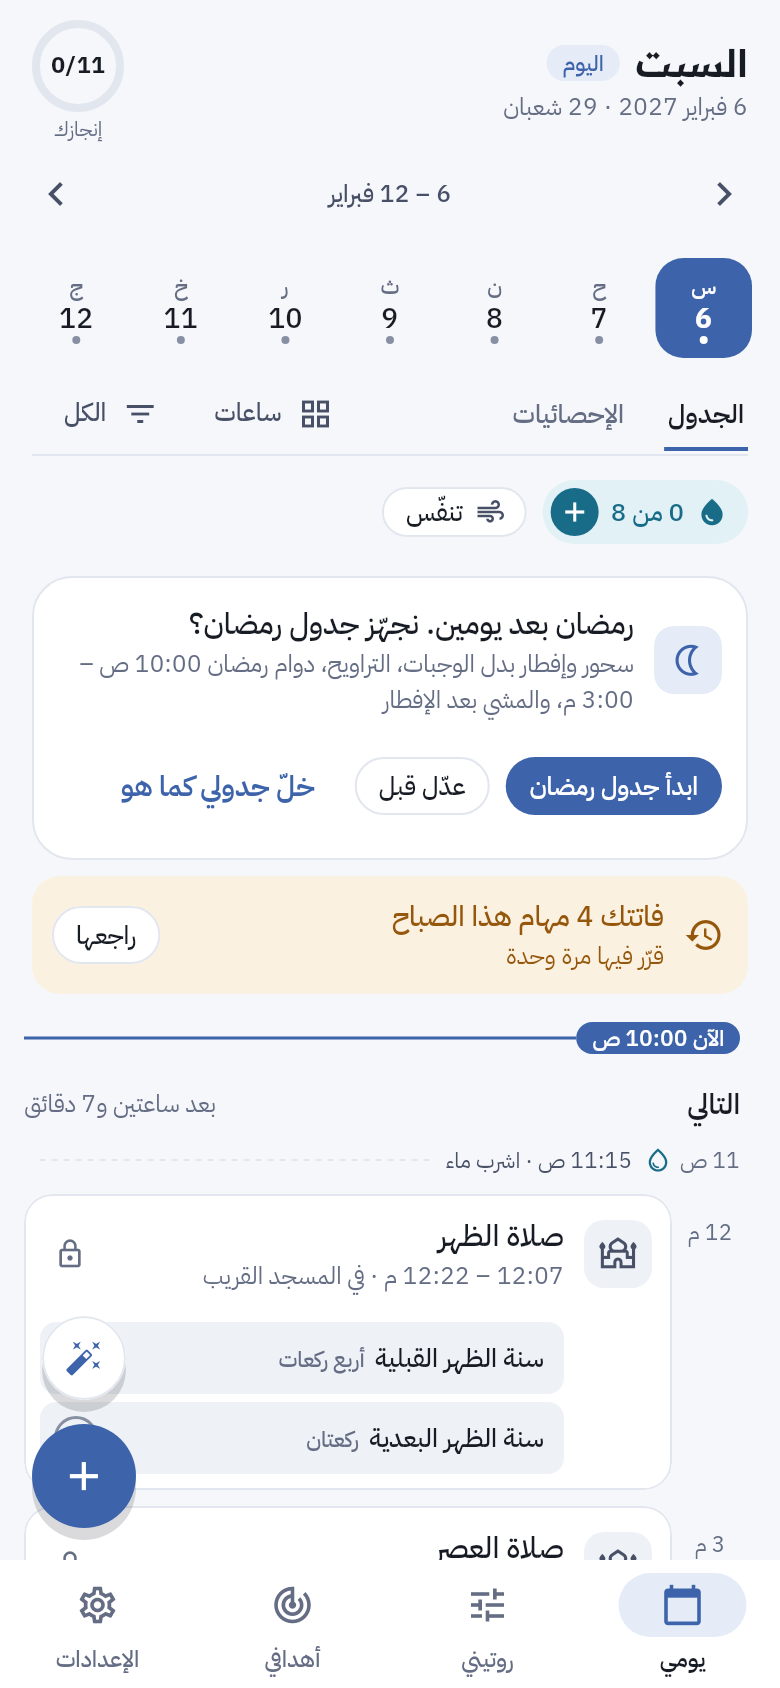 السبت اليوم
6 فبراير 2027 · 29 شعبان
0/11
إنجازك
6 – 12 فبراير
س ح ن ث ر خ ج
6 7 8 9 10 11 12
الجدول الإحصائيات ساعات الكل
0 من 8 تنفّس
رمضان بعد يومين. نجهّز جدول رمضان؟
سحور وإفطار بدل الوجبات، التراويح، دوام رمضان 10:00 ص –
3:00 م، والمشي بعد الإفطار
ابدأ جدول رمضان عدّل قبل خلّ جدولي كما هو
فاتتك 4 مهام هذا الصباح
قرّر فيها مرة وحدة
راجعها
الآن 10:00 ص
التالي بعد ساعتين و7 دقائق
11 ص 11:15 ص · اشرب ماء
12 م صلاة الظهر
12:07 – 12:22 م · في المسجد القريب
سنة الظهر القبلية أربع ركعات
سنة الظهر البعدية ركعتان
3 م صلاة العصر
يومي روتيني أهدافي الإعدادات